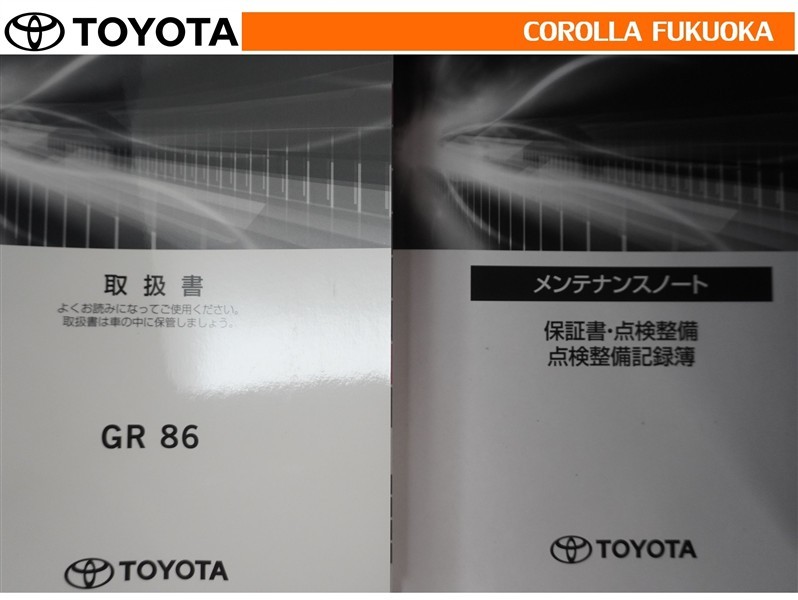 TOYOTA
COROLLA FUKUOKA
取扱書
よくお読みになってご使用ください。
取扱書は車の中に保管しましょう。
GR 86
TOYOTA
メンテナンスノート
保証書・点検整備
点検整備記録簿
TOYOTA